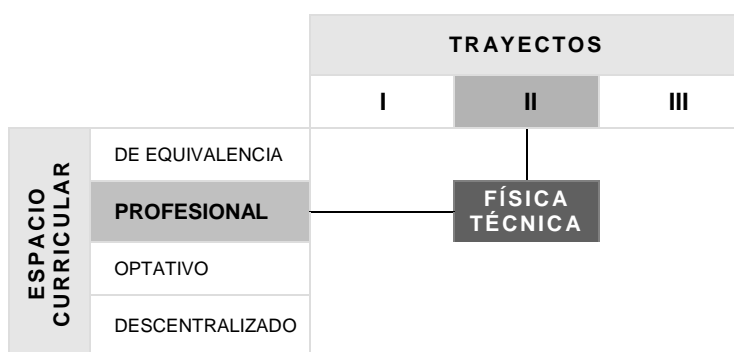 TRAYECTOS
I II III
ESPACIO
CURRICULAR
DE EQUIVALENCIA
PROFESIONAL
FÍSICA
TÉCNICA
OPTATIVO
DESCENTRALIZADO